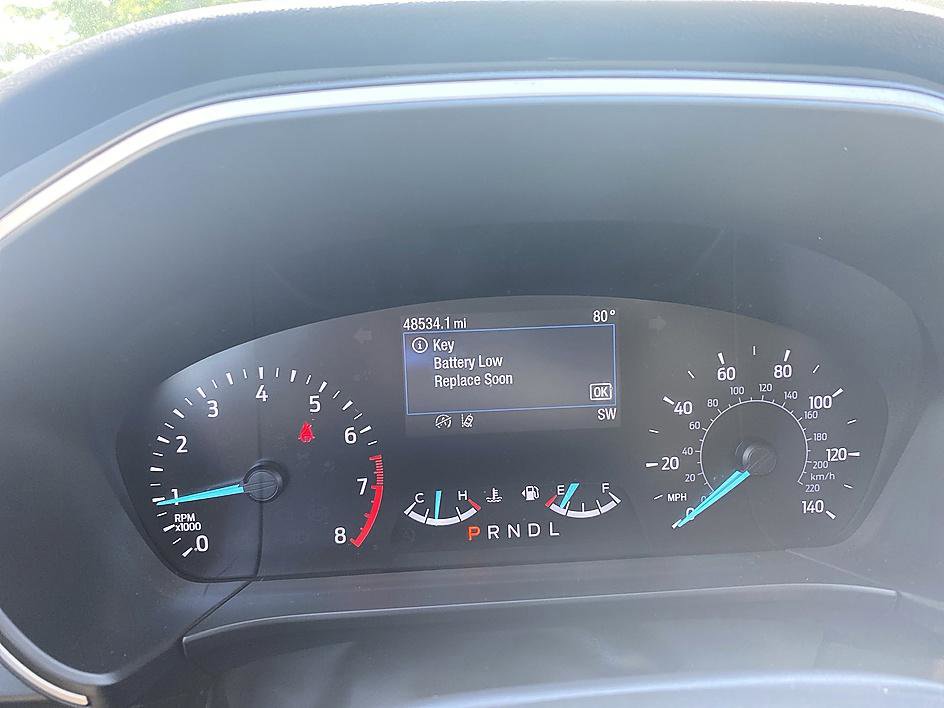 48534.1 mi 80°
Key
Battery Low
Replace Soon
OK
SW
0 1 2 3 4 5 6 7 8
RPM
x1000
C H
E F
P R N D L
0 20 40 60 80 100 120 140
MPH
0 20 40 60 80 100 120 140 160 180 200 220
km/h